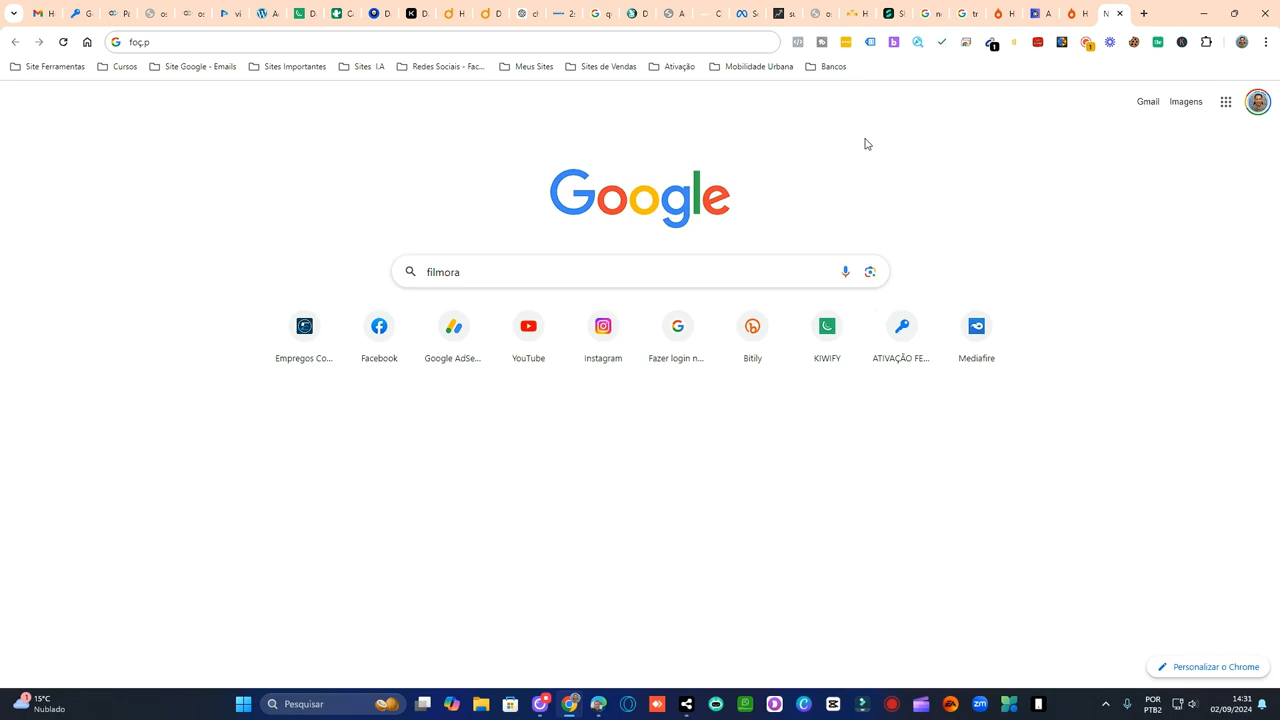 foç.p
Site Ferramentas
Cursos
Site Google - Emails
Sites Importantes
Sites I.A
Redes Sociais - Fac...
Meus Sites
Sites de Vendas
Ativação
Mobilidade Urbana
Bancos
Gmail
Imagens
Google
filmora
Empregos Co...
Facebook
Google AdSe...
YouTube
Instagram
Fazer login n...
Bitily
KIWIFY
ATIVAÇÃO FE...
Mediafire
Personalizar o Chrome
15°C
Nublado
Pesquisar
POR
PTB2
14:31
02/09/2024